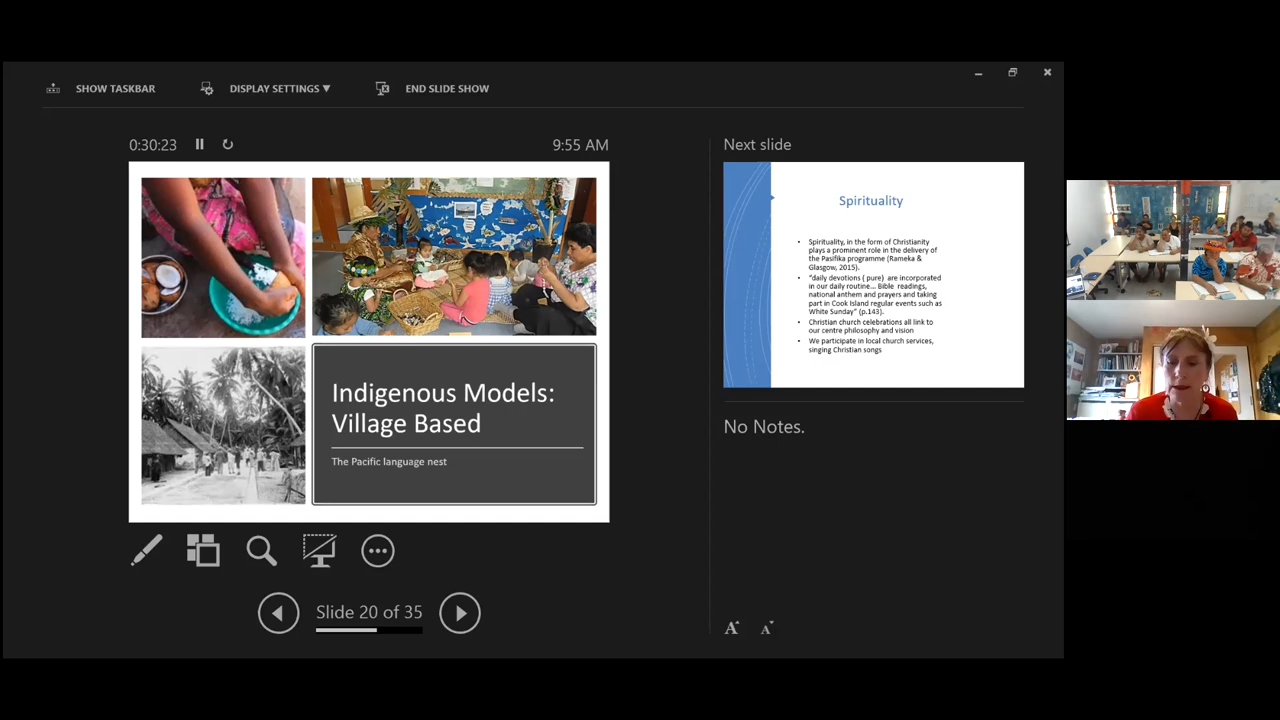 SHOW TASKBAR
DISPLAY SETTINGS ▼
END SLIDE SHOW
0:30:23
9:55 AM
Indigenous Models:
Village Based
The Pacific language nest
Slide 20 of 35
Next slide
Spirituality
• Spirituality, in the form of Christianity
plays a prominent role in the delivery of
the Pasifika programme (Rameka &
Glasgow, 2015).
• "daily devotions ( pure) are incorporated
in our daily routine... Bible readings,
national anthem and prayers and taking
part in Cook Island regular events such as
White Sunday" (p.143).
• Christian church celebrations all link to
our centre philosophy and vision
• We participate in local church services,
singing Christian songs
No Notes.
A A